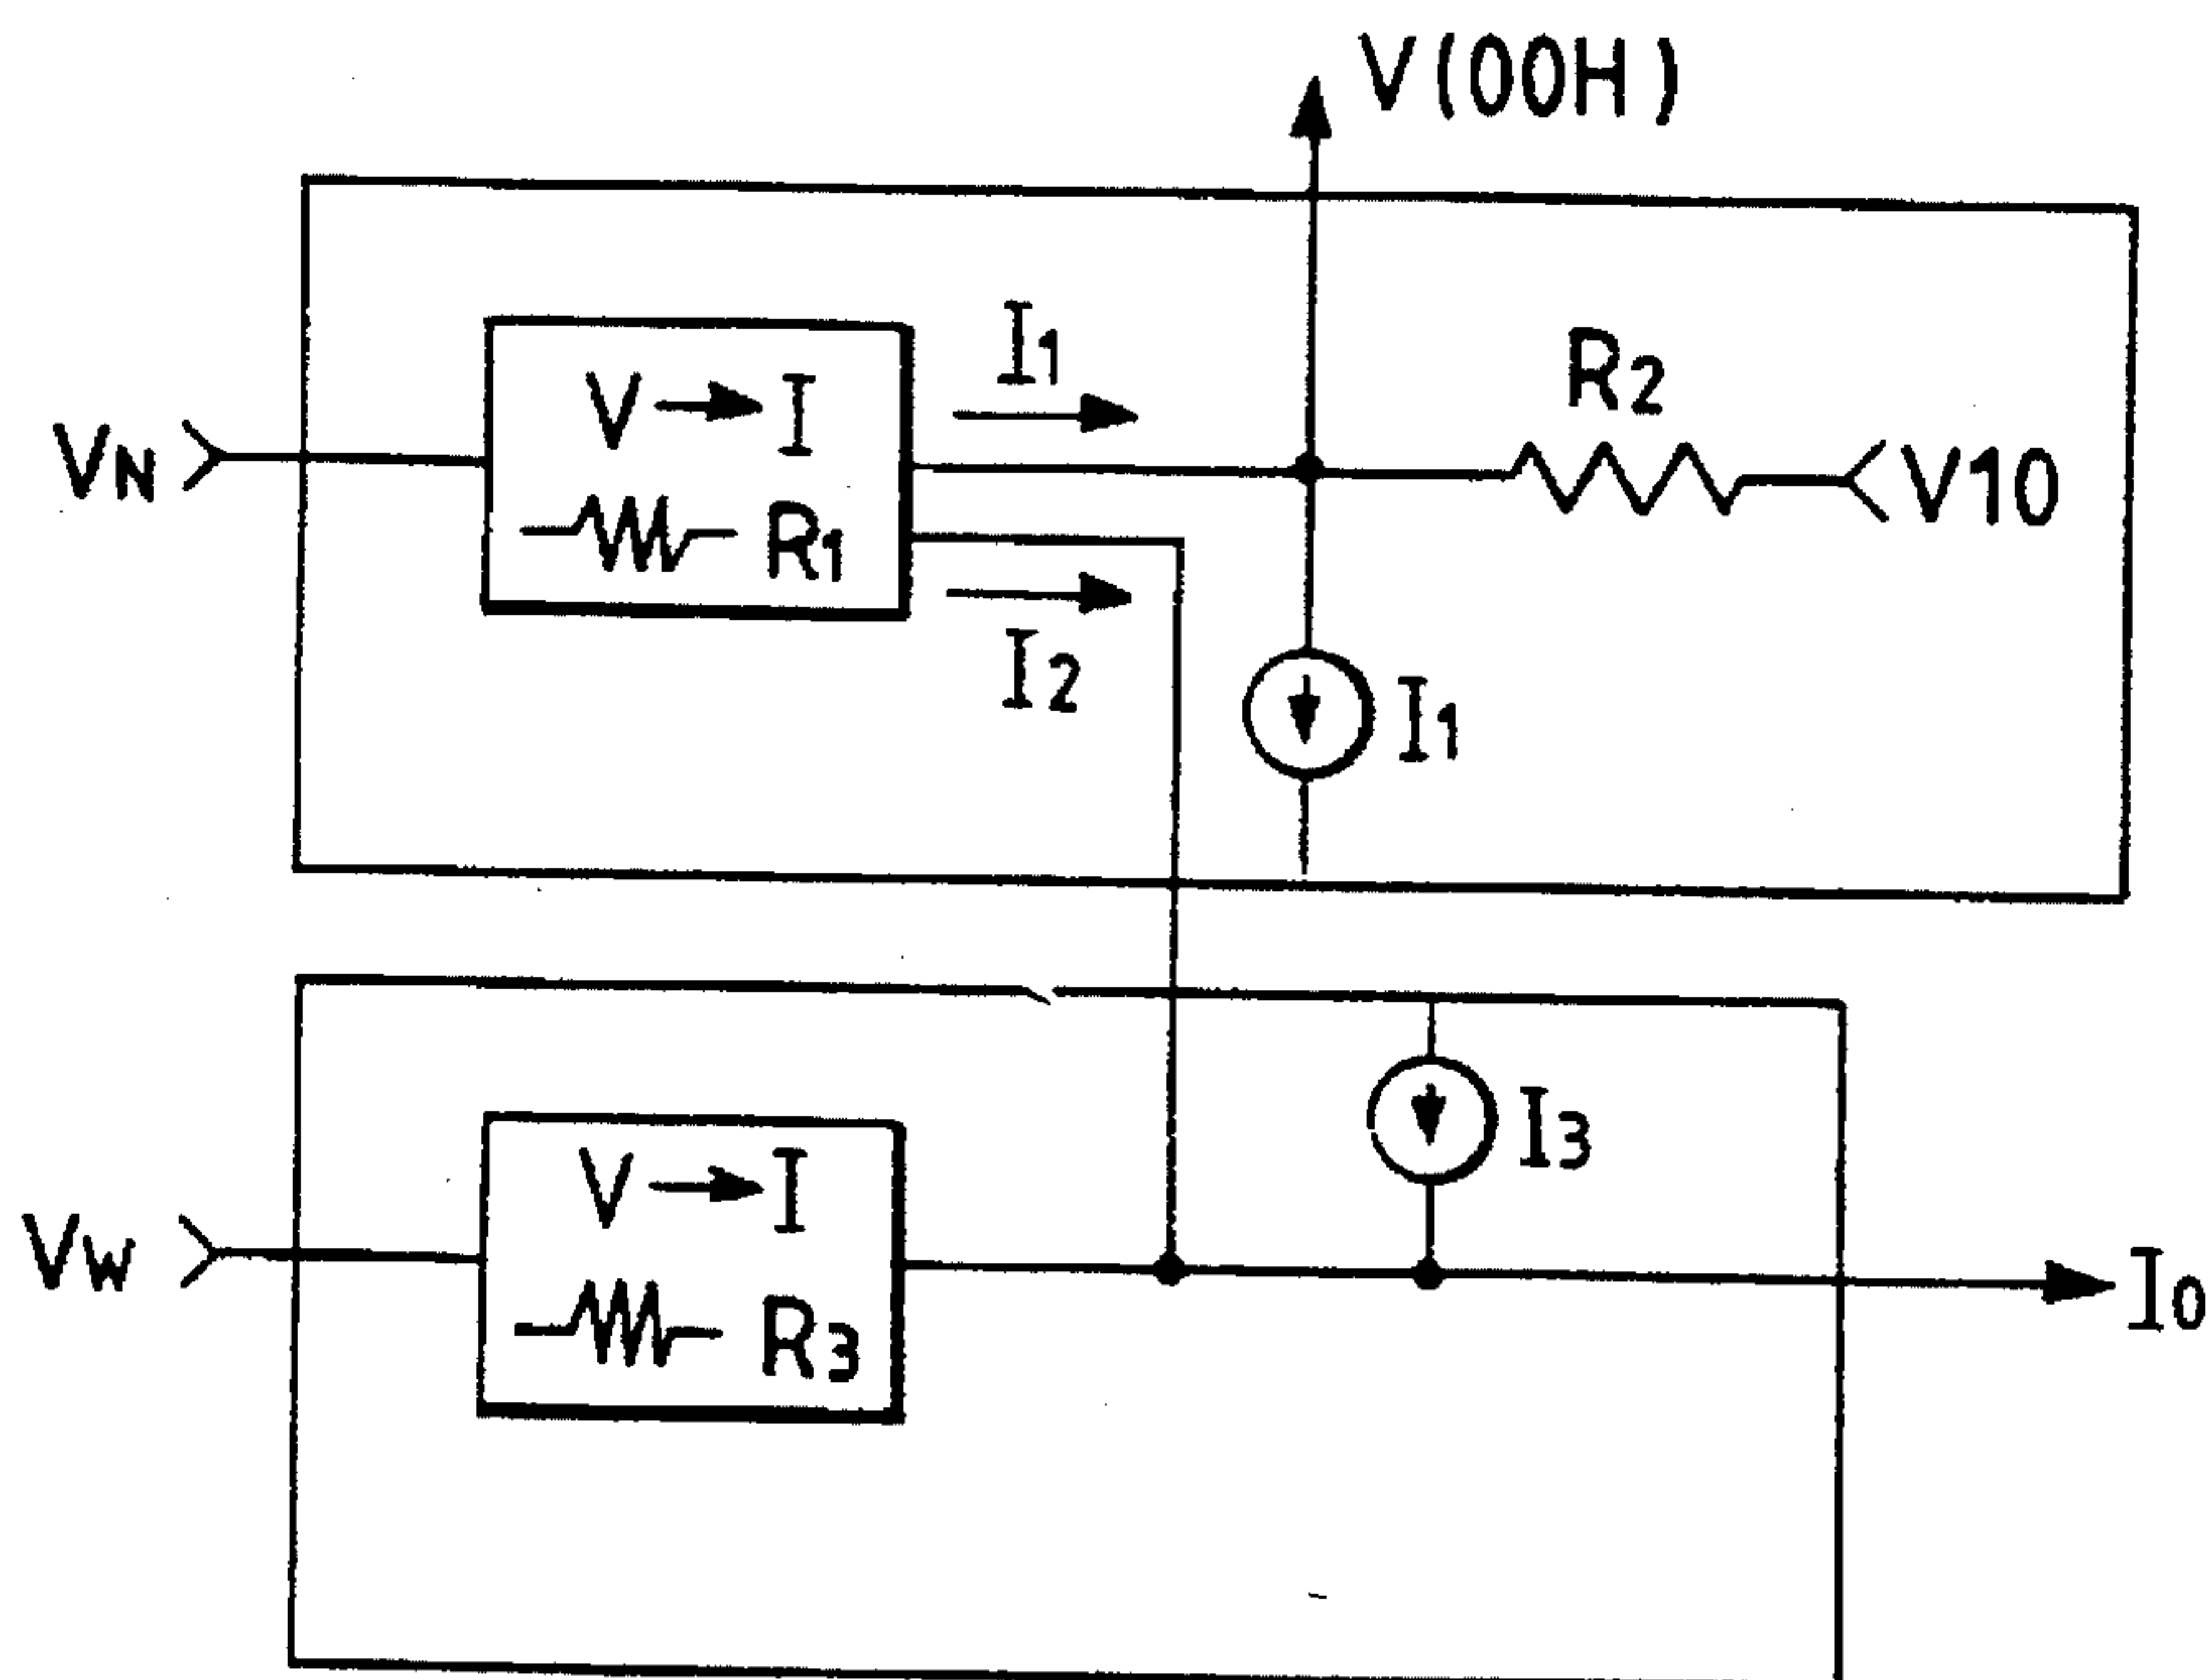 V(00H)
I1
R2
V → I
VN
V10
R1
I2
I1
I3
V → I
VW
I0
R3